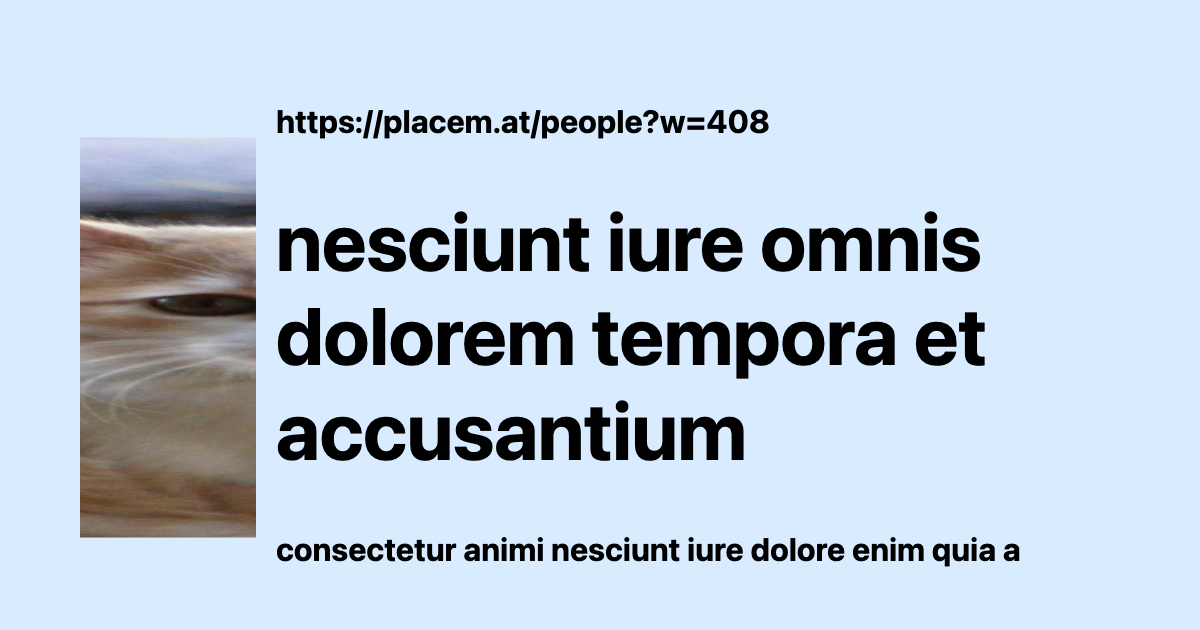 https://placem.at/people?w=408
nesciunt iure omnis
dolorem tempora et
accusantium
consectetur animi nesciunt iure dolore enim quia a